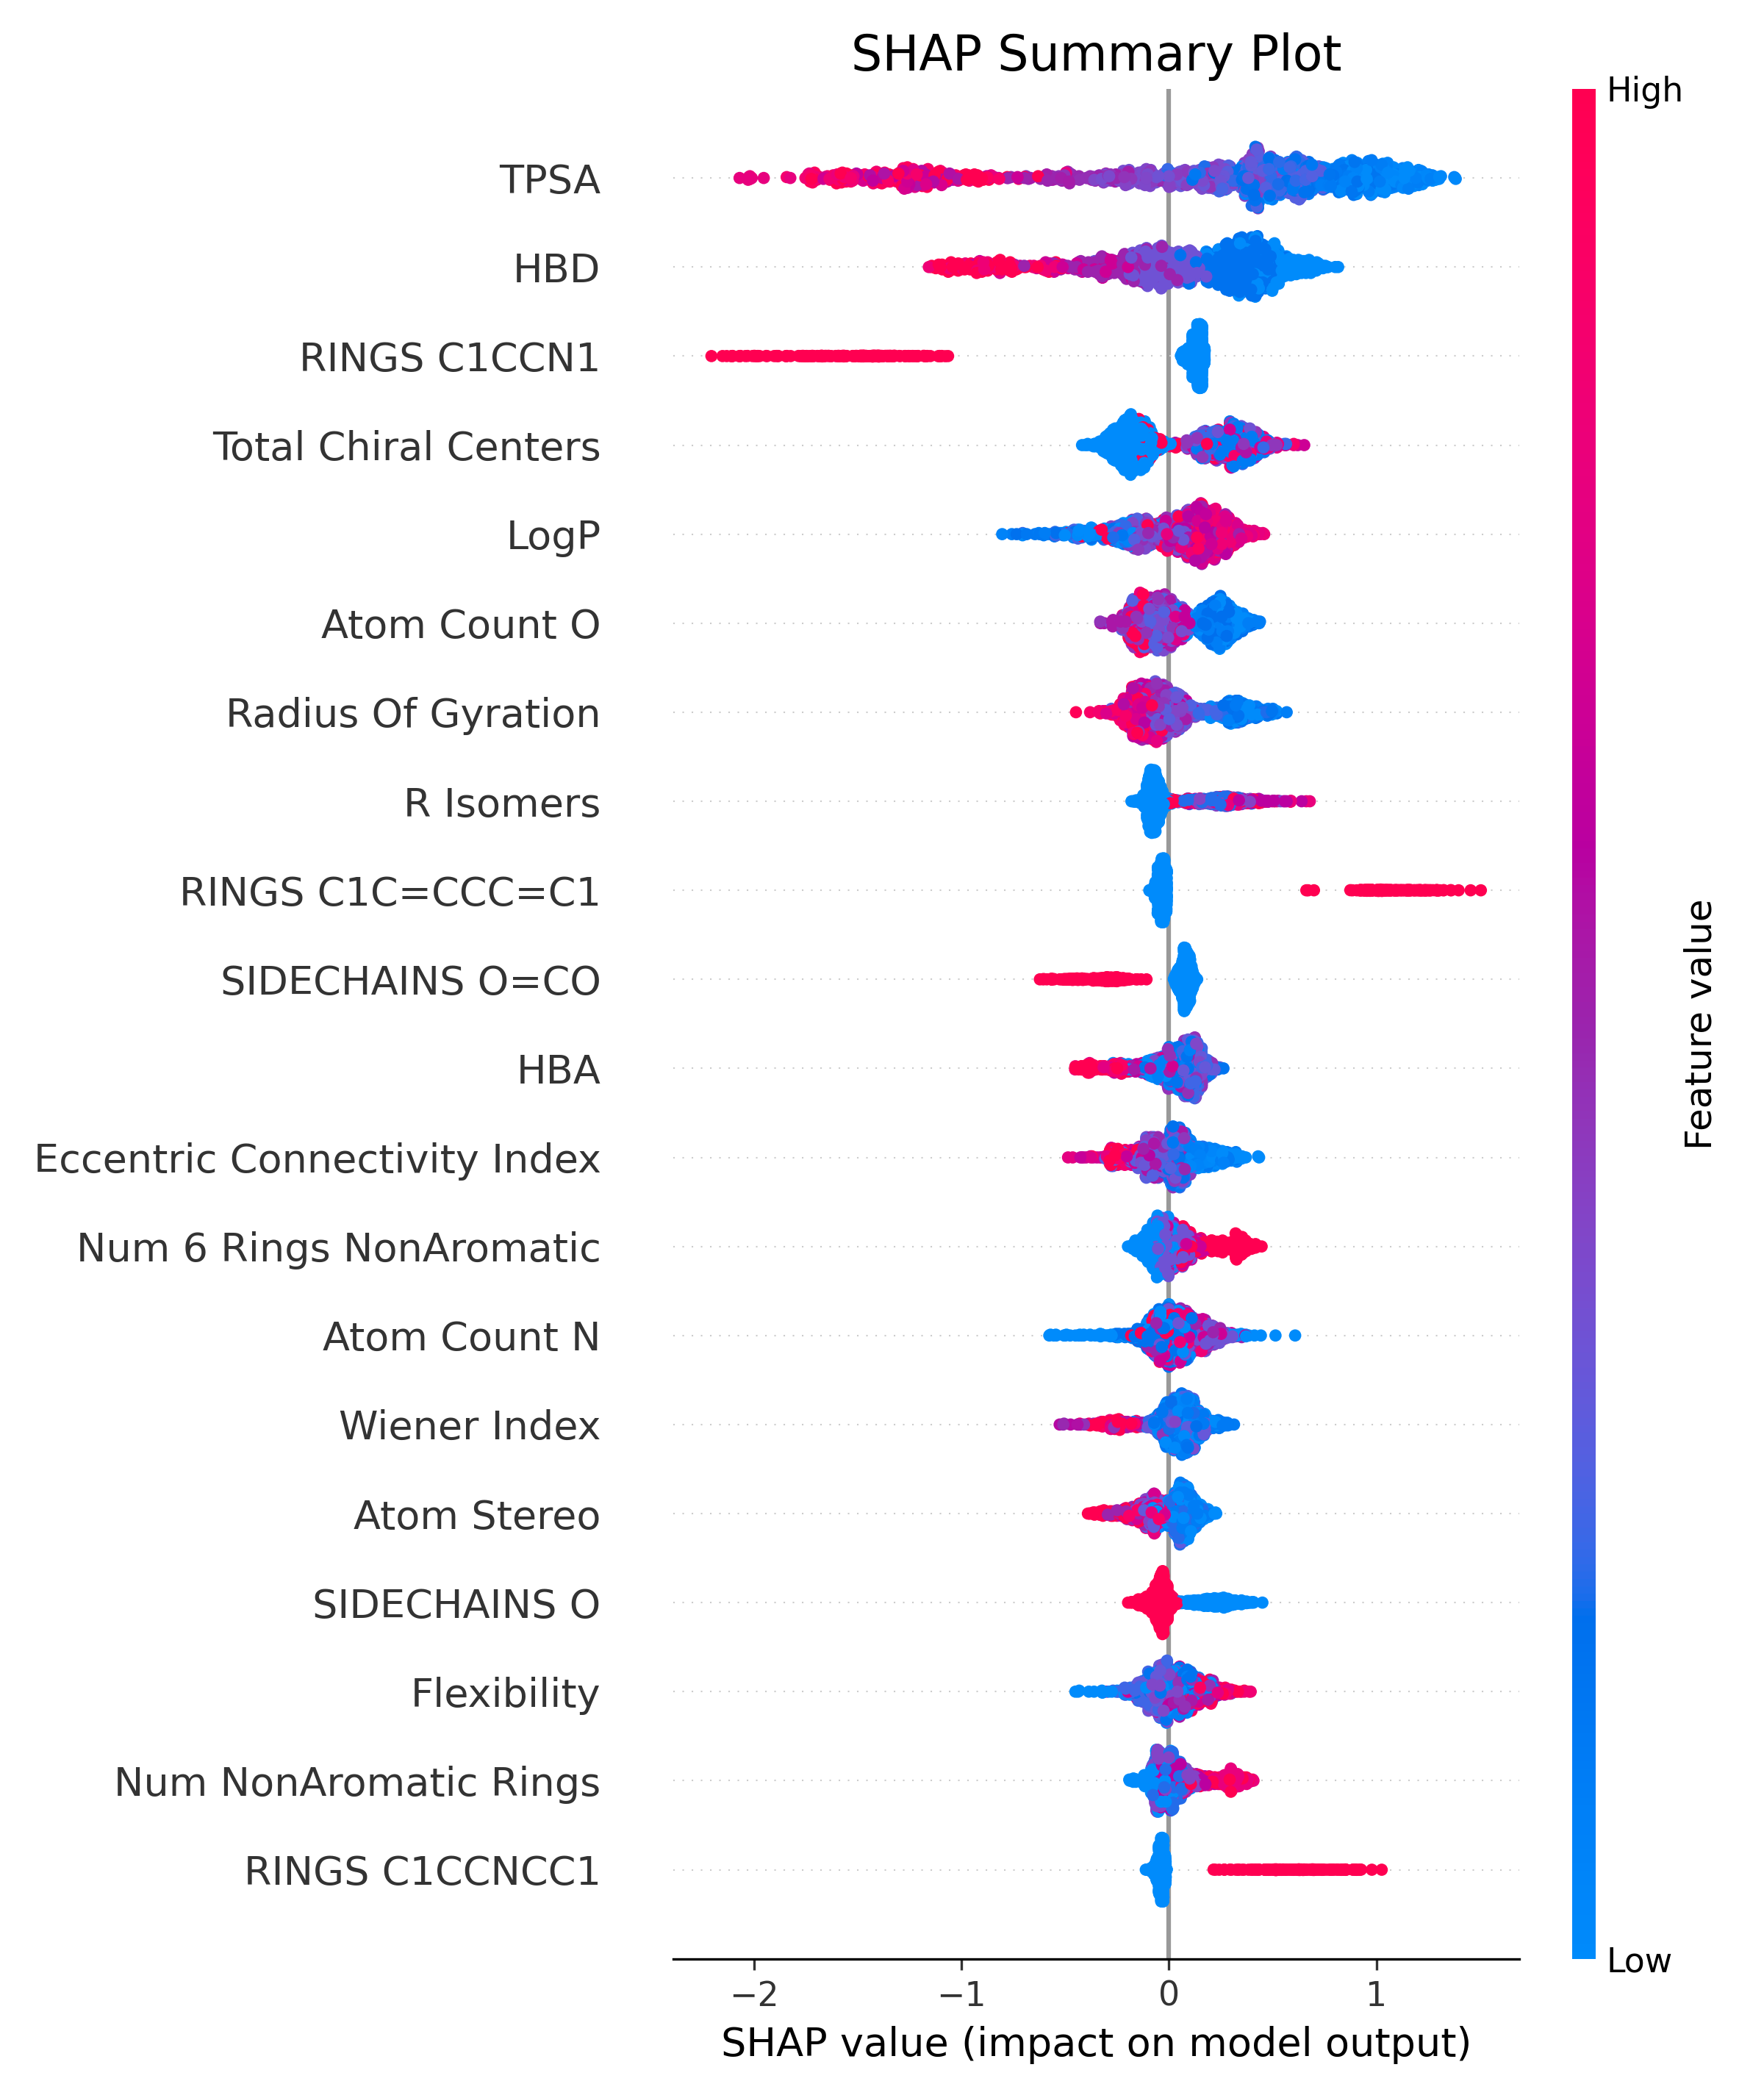 SHAP Summary Plot
High
TPSA
HBD
RINGS C1CCN1
Total Chiral Centers
LogP
Atom Count O
Radius Of Gyration
R Isomers
RINGS C1C=CCC=C1
SIDECHAINS O=CO
HBA
Eccentric Connectivity Index
Num 6 Rings NonAromatic
Atom Count N
Wiener Index
Atom Stereo
SIDECHAINS O
Flexibility
Num NonAromatic Rings
RINGS C1CCNCC1
Feature value
Low
−2 −1 0 1
SHAP value (impact on model output)